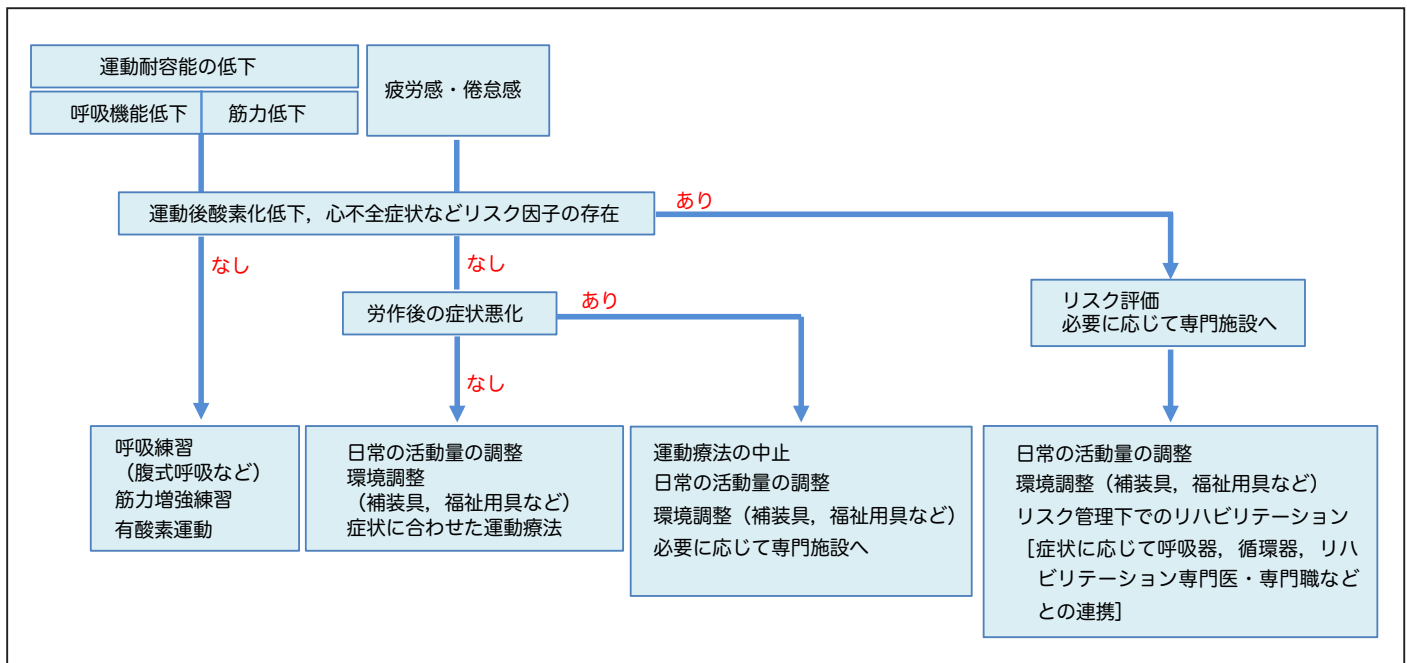 運動耐容能の低下
呼吸機能低下
筋力低下
疲労感・倦怠感
運動後酸素化低下，心不全症状などリスク因子の存在
あり
なし
なし
労作後の症状悪化
あり
なし
リスク評価
必要に応じて専門施設へ
呼吸練習
（腹式呼吸など）
筋力増強練習
有酸素運動
日常の活動量の調整
環境調整
（補装具，福祉用具など）
症状に合わせた運動療法
運動療法の中止
日常の活動量の調整
環境調整（補装具，福祉用具など）
必要に応じて専門施設へ
日常の活動量の調整
環境調整（補装具，福祉用具など）
リスク管理下でのリハビリテーション
［症状に応じて呼吸器，循環器，リハ
ビリテーション専門医・専門職など
との連携］